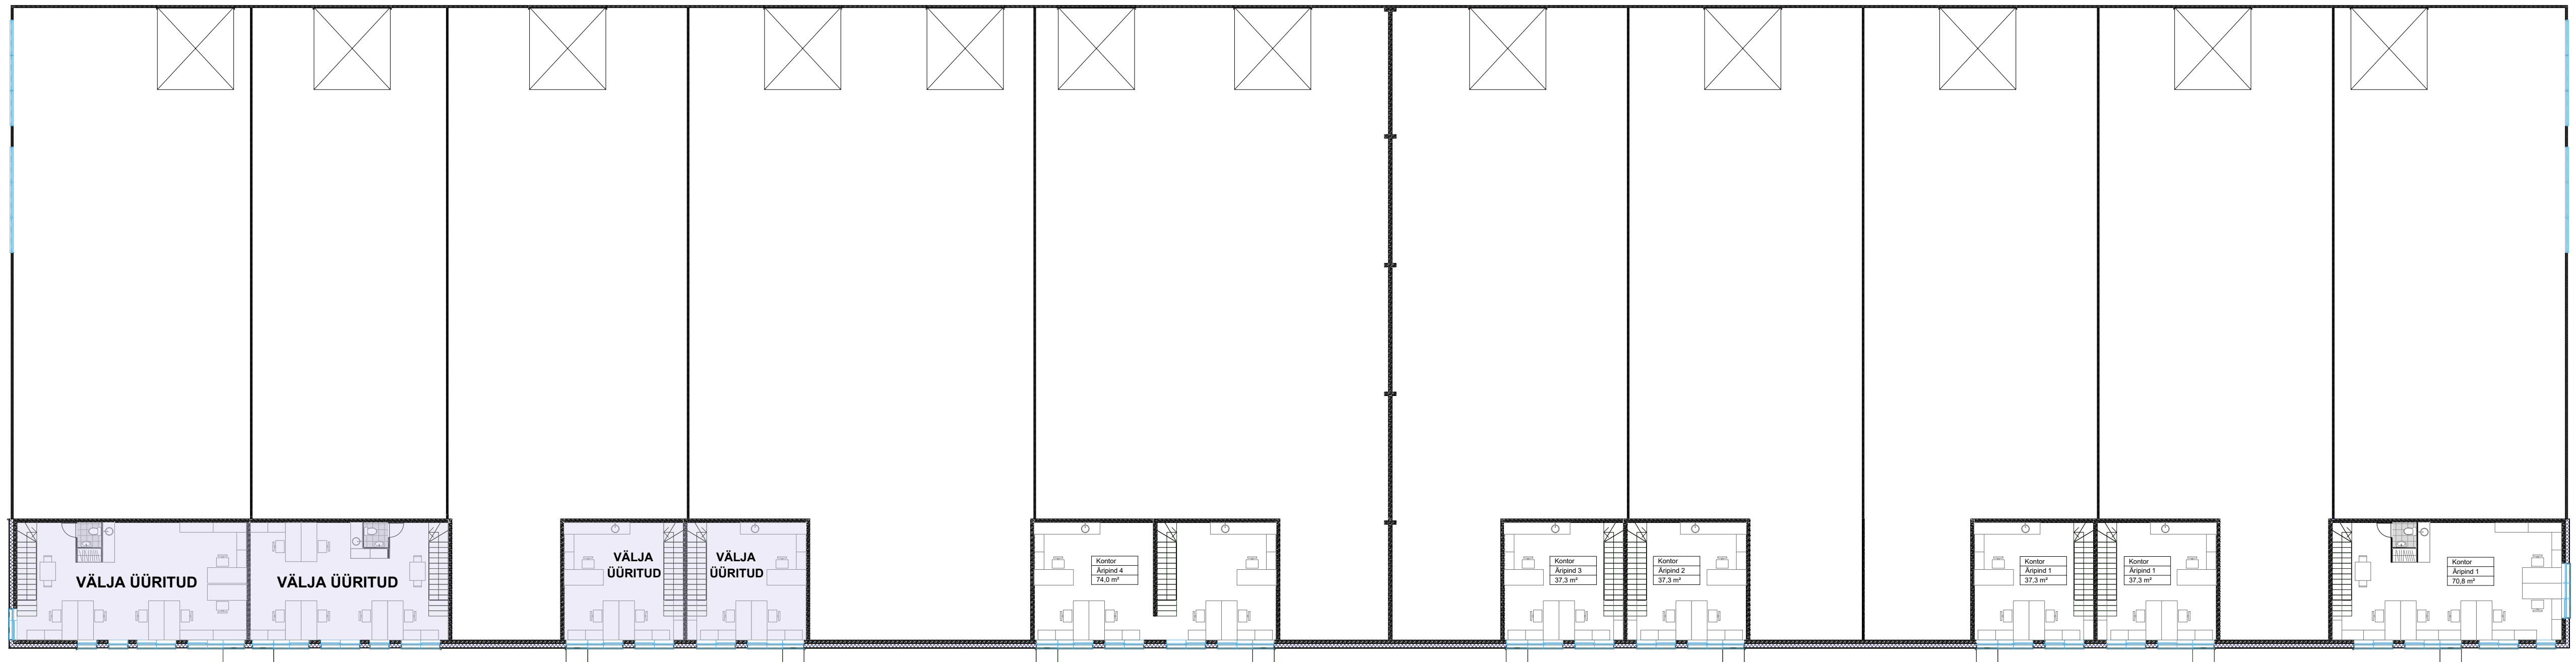 VÄLJA ÜÜRITUD
VÄLJA ÜÜRITUD
VÄLJA
ÜÜRITUD
VÄLJA
ÜÜRITUD
Kontor
Äripind 4
74,0 m²
Kontor
Äripind 3
37,3 m²
Kontor
Äripind 2
37,3 m²
Kontor
Äripind 1
37,3 m²
Kontor
Äripind 1
37,3 m²
Kontor
Äripind 1
70,8 m²